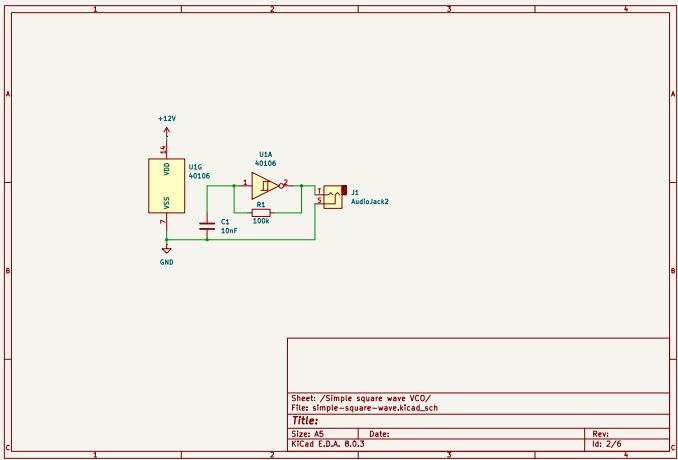 1 2 3 4
A A
+12V
14
VDD
U1G
40106
VSS
7
GND
U1A
40106
1 2
R1
100k
C1
10nF
T
S
J1
AudioJack2
B B
Sheet: /Simple square wave VCO/
File: simple-square-wave.kicad_sch
Title:
Size: A5 Date: Rev:
KiCad E.D.A. 8.0.3 Id: 2/6
C C
1 2 3 4